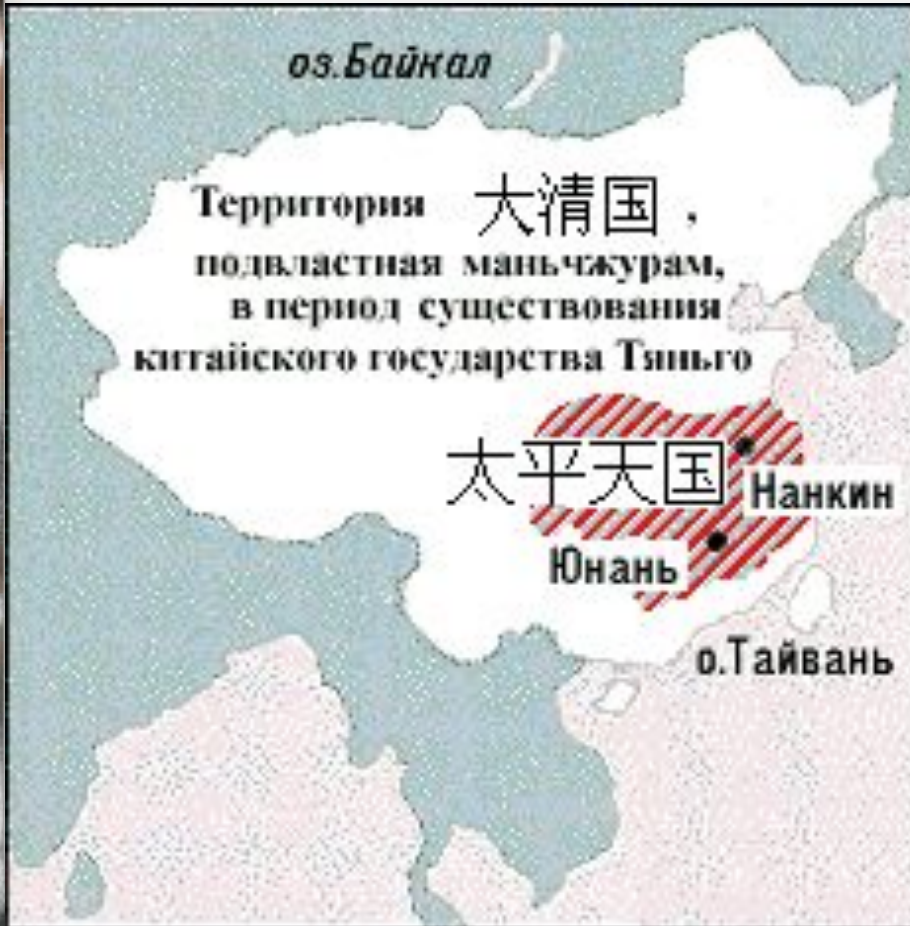 оз.Байкал
Территория 大清国 ,
подвластная маньчжурам,
в период существования
китайского государства Тяньго
太平天国
Нанкин
Юнань
о.Тайвань